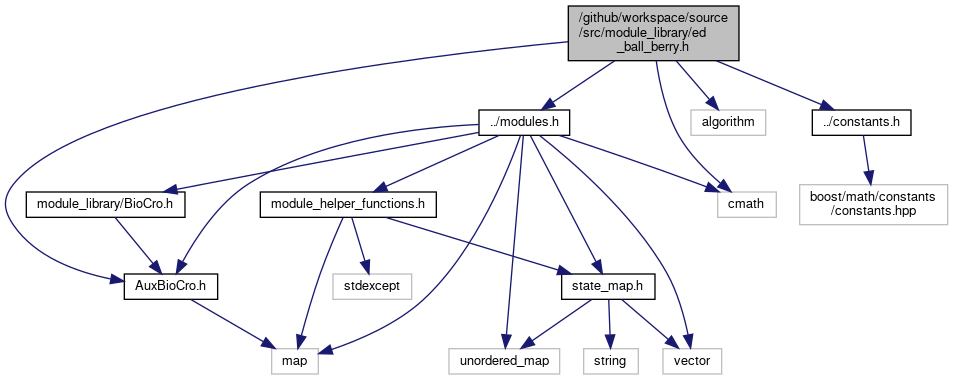 /github/workspace/source
/src/module_library/ed
_ball_berry.h
../modules.h
algorithm
../constants.h
module_library/BioCro.h
module_helper_functions.h
cmath
boost/math/constants
/constants.hpp
AuxBioCro.h
stdexcept
state_map.h
map
unordered_map
string
vector